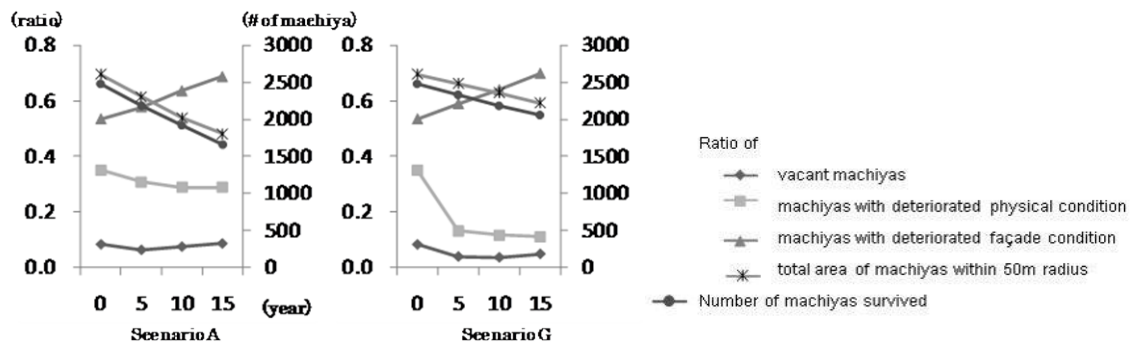 (ratio) (# of machiya)
0.8 3000 0.8 3000
2500 2500
0.6 2000 0.6 2000
0.4 1500 0.4 1500
1000 1000
0.2 500 0.2 500
0.0 0 0.0 0
0 5 10 15 (year) 0 5 10 15
Scenario A Scenario G
Ratio of
vacant machiyas
machiyas with deteriorated physical condition
machiyas with deteriorated façade condition
total area of machiyas within 50m radius
Number of machiyas survived